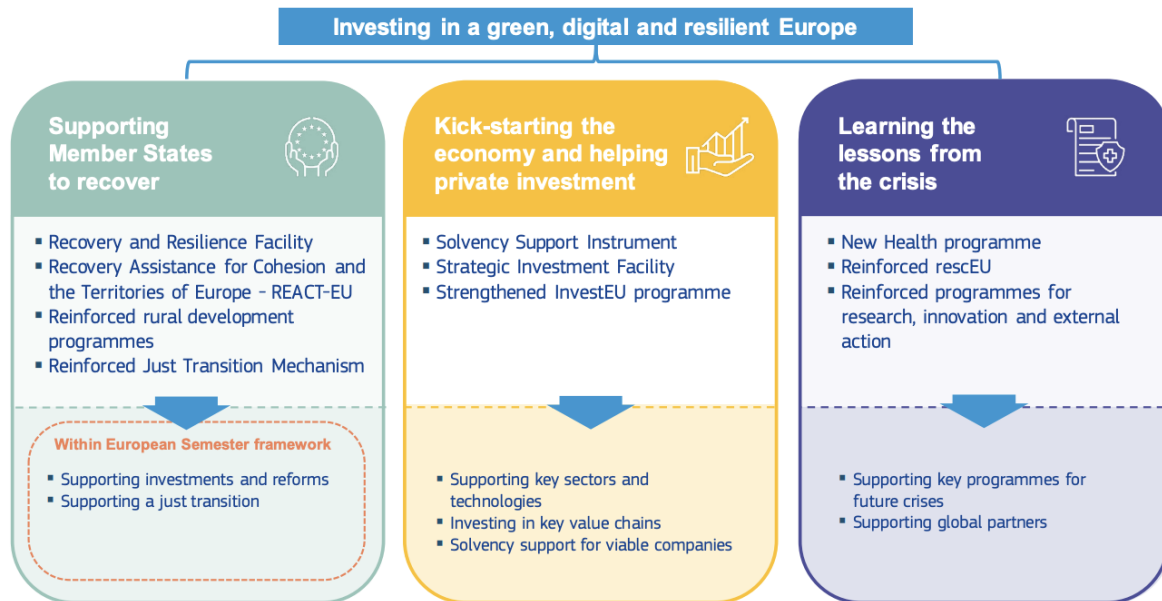 Investing in a green, digital and resilient Europe
Supporting
Member States
to recover
▪ Recovery and Resilience Facility
▪ Recovery Assistance for Cohesion and
the Territories of Europe - REACT-EU
▪ Reinforced rural development
programmes
▪ Reinforced Just Transition Mechanism
Within European Semester framework
▪ Supporting investments and reforms
▪ Supporting a just transition
Kick-starting the
economy and helping
private investment
▪ Solvency Support Instrument
▪ Strategic Investment Facility
▪ Strengthened InvestEU programme
▪ Supporting key sectors and
technologies
▪ Investing in key value chains
▪ Solvency support for viable companies
Learning the
lessons from
the crisis
▪ New Health programme
▪ Reinforced rescEU
▪ Reinforced programmes for
research, innovation and external
action
▪ Supporting key programmes for
future crises
▪ Supporting global partners